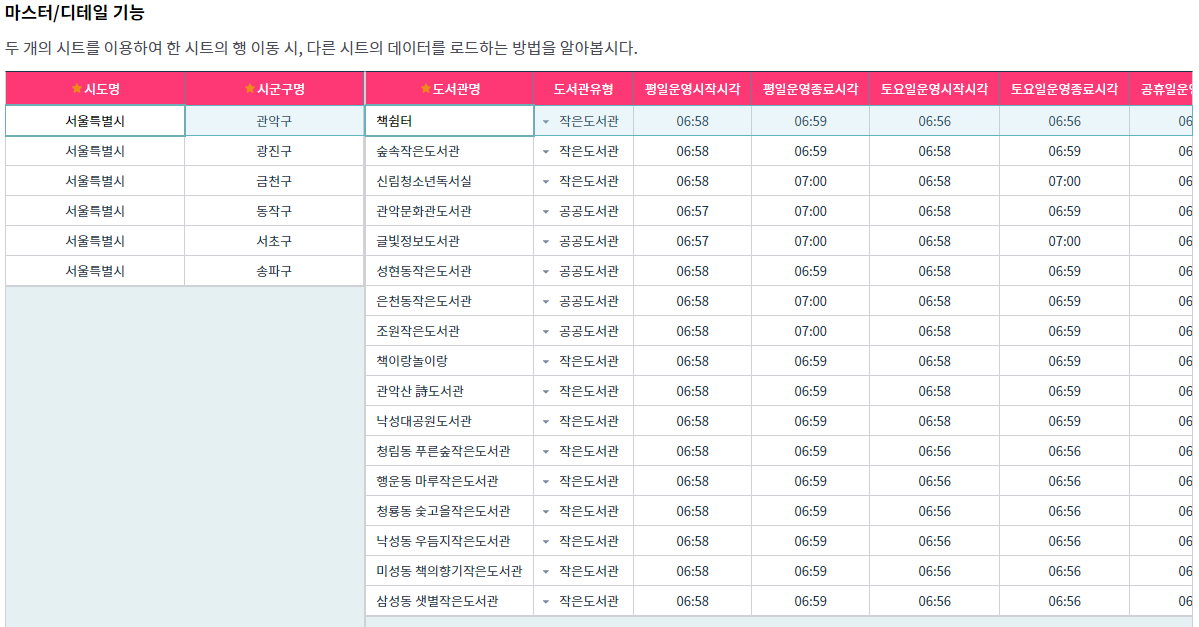 마스터/디테일 기능
두 개의 시트를 이용하여 한 시트의 행 이동 시, 다른 시트의 데이터를 로드하는 방법을 알아봅시다.
시도명 시군구명 도서관명 도서관유형 평일운영시작시각 평일운영종료시각 토요일운영시작시각 토요일운영종료시각 공휴일운영
서울특별시 관악구 책쉼터 작은도서관 06:58 06:59 06:56 06:56 06
서울특별시 광진구 숲속작은도서관 작은도서관 06:58 06:59 06:58 06:59 06
서울특별시 금천구 신림청소년독서실 작은도서관 06:58 07:00 06:58 07:00 06
서울특별시 동작구 관악문화관도서관 공공도서관 06:57 07:00 06:58 06:59 06
서울특별시 서초구 글빛정보도서관 공공도서관 06:57 07:00 06:58 07:00 06
서울특별시 송파구 성현동작은도서관 공공도서관 06:58 06:59 06:58 06:59 06
은천동작은도서관 공공도서관 06:58 07:00 06:58 06:59 06
조원작은도서관 공공도서관 06:58 07:00 06:58 06:59 06
책이랑놀이랑 작은도서관 06:58 06:59 06:58 06:59 06
관악산 詩도서관 작은도서관 06:58 06:59 06:58 06:59 06
낙성대공원도서관 작은도서관 06:58 06:59 06:58 06:59 06
청림동 푸른숲작은도서관 작은도서관 06:58 06:59 06:56 06:56 06
행운동 마루작은도서관 작은도서관 06:58 06:59 06:56 06:56 06
청룡동 숯고을작은도서관 작은도서관 06:58 06:59 06:56 06:56 06
낙성동 우듬지작은도서관 작은도서관 06:58 06:59 06:56 06:56 06
미성동 책의향기작은도서관 작은도서관 06:58 06:59 06:56 06:56 06
삼성동 샛별작은도서관 작은도서관 06:58 06:59 06:56 06:56 06